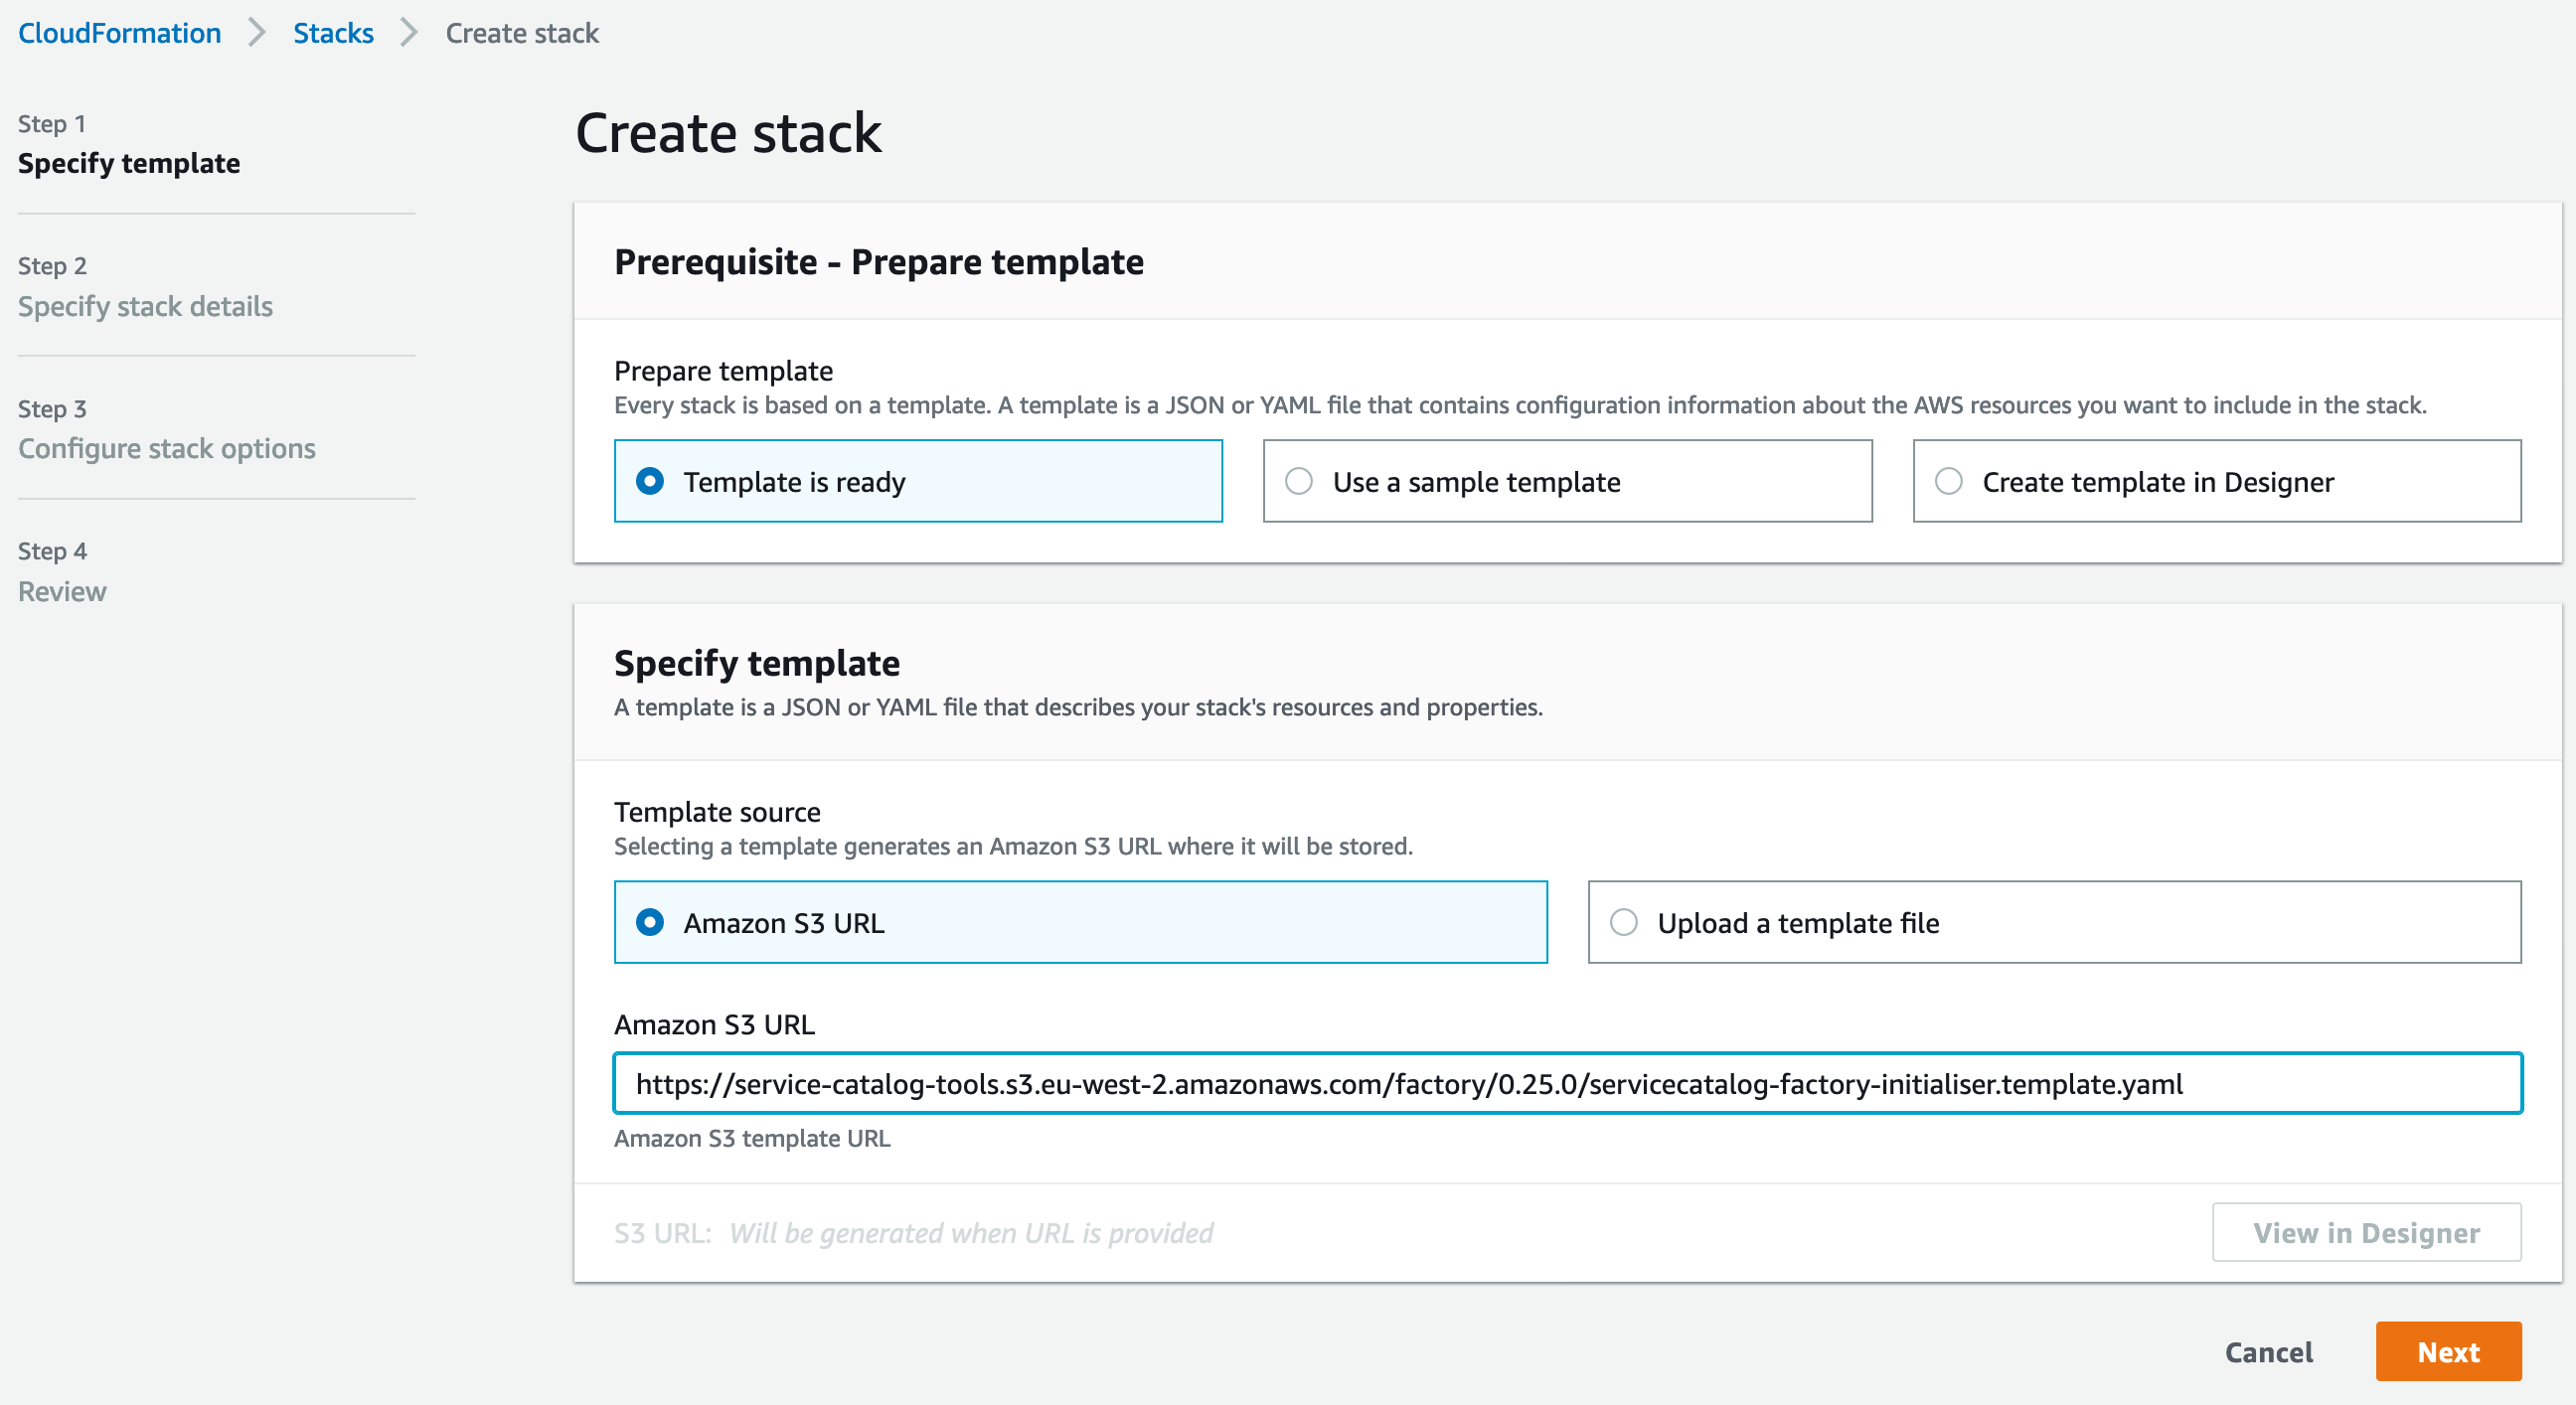 CloudFormation Stacks Create stack
Step 1
Specify template
Step 2
Specify stack details
Step 3
Configure stack options
Step 4
Review
Create stack
Prerequisite - Prepare template
Prepare template
Every stack is based on a template. A template is a JSON or YAML file that contains configuration information about the AWS resources you want to include in the stack.
Template is ready
Use a sample template
Create template in Designer
Specify template
A template is a JSON or YAML file that describes your stack's resources and properties.
Template source
Selecting a template generates an Amazon S3 URL where it will be stored.
Amazon S3 URL
Upload a template file
Amazon S3 URL
https://service-catalog-tools.s3.eu-west-2.amazonaws.com/factory/0.25.0/servicecatalog-factory-initialiser.template.yaml
Amazon S3 template URL
S3 URL: Will be generated when URL is provided
View in Designer
Cancel
Next